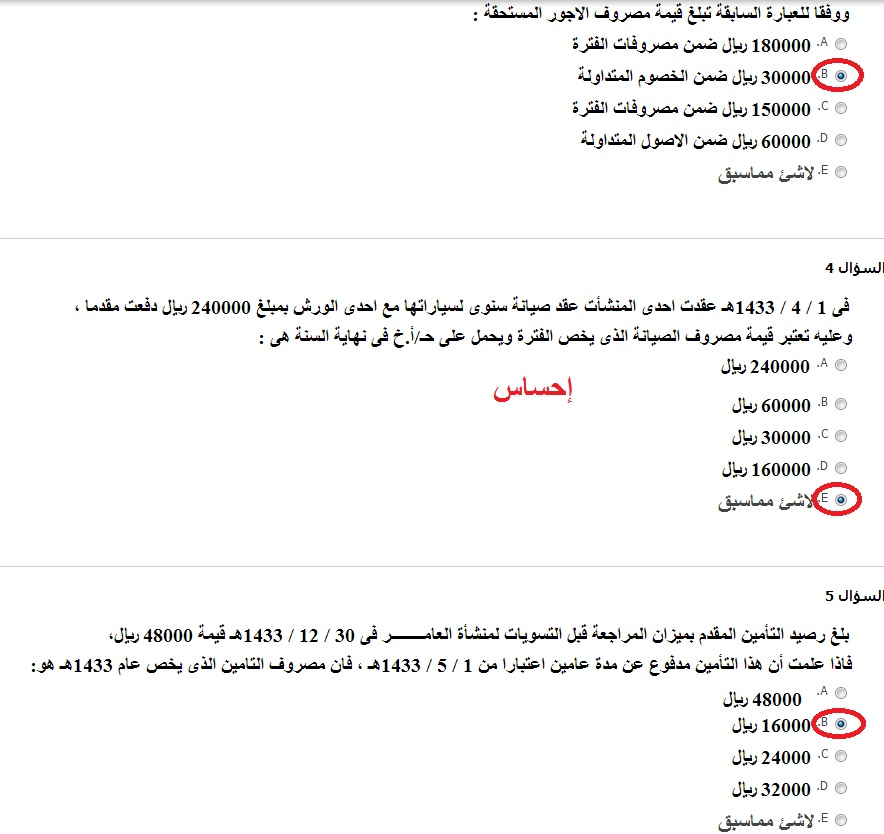 ووفقا للعبارة السابقة تبلغ قيمة مصروف الاجور المستحقة :
A. 180000 ريال ضمن مصروفات الفترة
B. 30000 ريال ضمن الخصوم المتداولة
C. 150000 ريال ضمن مصروفات الفترة
D. 60000 ريال ضمن الاصول المتداولة
E. لاشئ مماسبق
السؤال 4
فى 1 / 4 / 1433هـ عقدت احدى المنشأت عقد صيانة سنوى لسياراتها مع احدى الورش بمبلغ 240000 ريال دفعت مقدما ،
وعليه تعتبر قيمة مصروف الصيانة الذى يخص الفترة ويحمل على حـ/أ.خ فى نهاية السنة هى :
A. 240000 ريال
إحساس
B. 60000 ريال
C. 30000 ريال
D. 160000 ريال
E. لاشئ مماسبق
السؤال 5
بلغ رصيد التأمين المقدم بميزان المراجعة قبل التسويات لمنشأة العامـــــــر فى 30 / 12 / 1433هـ قيمة 48000 ريال،
فاذا علمت أن هذا التأمين مدفوع عن مدة عامين اعتبارا من 1 / 5 / 1433هـ ، فان مصروف التامين الذى يخص عام 1433هـ هو:
A. 48000 ريال
B. 16000 ريال
C. 24000 ريال
D. 32000 ريال
E. لاشئ مماسبق